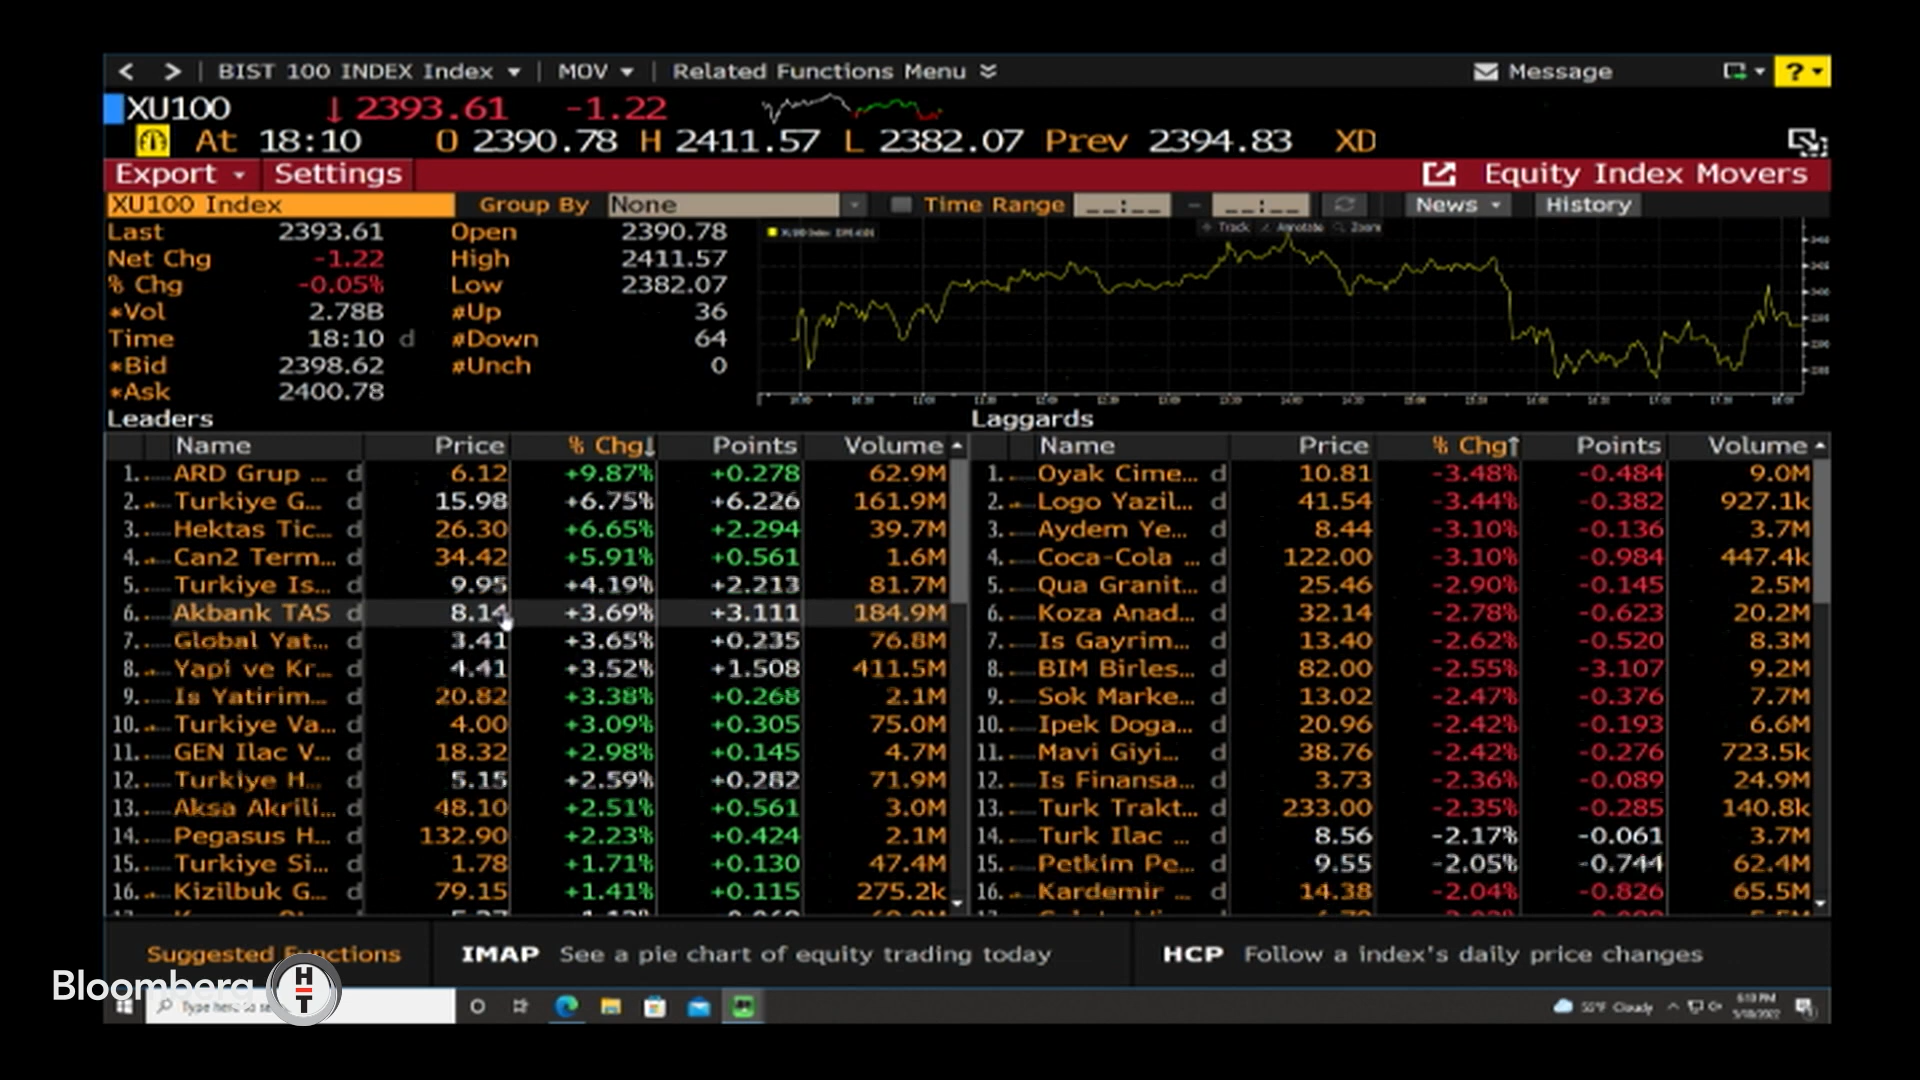 BIST 100 INDEX Index MOV Related Functions Menu Message ?
XU100 ↓2393.61 -1.22
At 18:10 O 2390.78 H 2411.57 L 2382.07 Prev 2394.83 XD
Export Settings Equity Index Movers
XU100 Index Group By None Time Range __:__ - __:__ News History
Last 2393.61 Open 2390.78
Net Chg -1.22 High 2411.57
% Chg -0.05% Low 2382.07
*Vol 2.78B #Up 36
Time 18:10 d #Down 64
*Bid 2398.62 #Unch 0
*Ask 2400.78
Track Annotate Zoom
Leaders
Name Price % Chg↓ Points Volume
1. ARD Grup ... d 6.12 +9.87% +0.278 62.9M
2. Turkiye G... d 15.98 +6.75% +6.226 161.9M
3. Hektas Tic... d 26.30 +6.65% +2.294 39.7M
4. Can2 Term... d 34.42 +5.91% +0.561 1.6M
5. Turkiye Is... d 9.95 +4.19% +2.213 81.7M
6. Akbank TAS d 8.14 +3.69% +3.111 184.9M
7. Global Yat... d 3.41 +3.65% +0.235 76.8M
8. Yapi ve Kr... d 4.41 +3.52% +1.508 411.5M
9. Is Yatirim... d 20.82 +3.38% +0.268 2.1M
10. Turkiye Va... d 4.00 +3.09% +0.305 75.0M
11. GEN Ilac V... d 18.32 +2.98% +0.145 4.7M
12. Turkiye H... d 5.15 +2.59% +0.282 71.9M
13. Aksa Akrili... d 48.10 +2.51% +0.561 3.0M
14. Pegasus H... d 132.90 +2.23% +0.424 2.1M
15. Turkiye Si... d 1.78 +1.71% +0.130 47.4M
16. Kizilbuk G... d 79.15 +1.41% +0.115 275.2k
Laggards
Name Price % Chg↑ Points Volume
1. Oyak Cime... d 10.81 -3.48% -0.484 9.0M
2. Logo Yazil... d 41.54 -3.44% -0.382 927.1k
3. Aydem Ye... d 8.44 -3.10% -0.136 3.7M
4. Coca-Cola ... d 122.00 -3.10% -0.984 447.4k
5. Qua Granit... d 25.46 -2.90% -0.145 2.5M
6. Koza Anad... d 32.14 -2.78% -0.623 20.2M
7. Is Gayrim... d 13.40 -2.62% -0.520 8.3M
8. BIM Birles... d 82.00 -2.55% -3.107 9.2M
9. Sok Marke... d 13.02 -2.47% -0.376 7.7M
10. Ipek Doga... d 20.96 -2.42% -0.193 6.6M
11. Mavi Giyi... d 38.76 -2.42% -0.276 723.5k
12. Is Finansa... d 3.73 -2.36% -0.089 24.9M
13. Turk Trakt... d 233.00 -2.35% -0.285 140.8k
14. Turk Ilac ... d 8.56 -2.17% -0.061 3.7M
15. Petkim Pe... d 9.55 -2.05% -0.744 62.4M
16. Kardemir ... d 14.38 -2.04% -0.826 65.5M
Suggested Functions IMAP See a pie chart of equity trading today HCP Follow a index's daily price changes
Bloomberg HT
Type here to 55°F Cloudy 6:13 PM